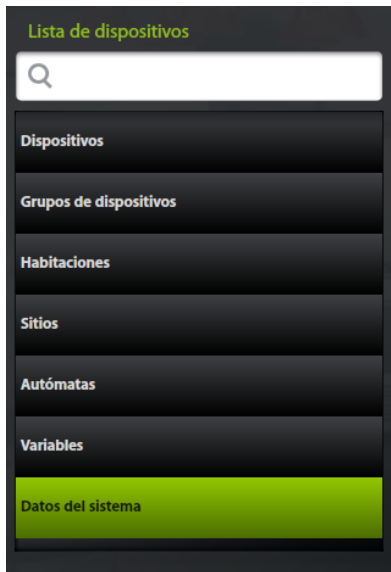 Lista de dispositivos
Dispositivos
Grupos de dispositivos
Habitaciones
Sitios
Autómatas
Variables
Datos del sistema